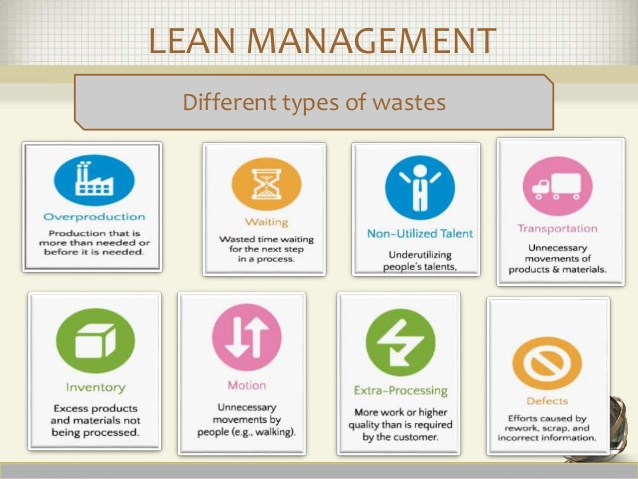 LEAN MANAGEMENT
Different types of wastes
Overproduction
Production that is
more than needed or
before it is needed.
Waiting
Wasted time waiting
for the next step
in a process.
Non-Utilized Talent
Underutilizing
people's talents,
Transportation
Unnecessary
movements of
products & materials.
Inventory
Excess products
and materials not
being processed.
Motion
Unnecessary
movements by
people (e.g., walking).
Extra-Processing
More work or higher
quality than is required
by the customer.
Defects
Efforts caused by
rework, scrap, and
incorrect information.